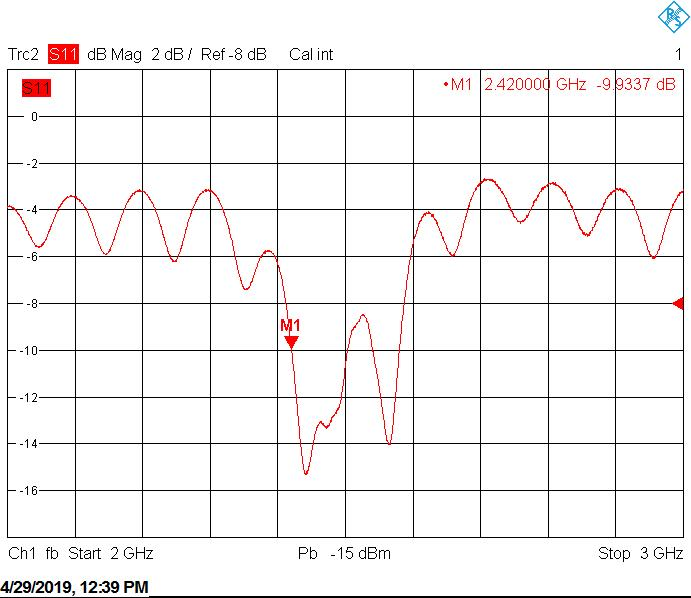 R&S
Trc2 S11 dB Mag 2 dB / Ref -8 dB Cal int 1
S11 •M1 2.420000 GHz -9.9337 dB
0
-2
-4
-6
-8
M1
-10
-12
-14
-16
Ch1 fb Start 2 GHz Pb -15 dBm Stop 3 GHz
4/29/2019, 12:39 PM